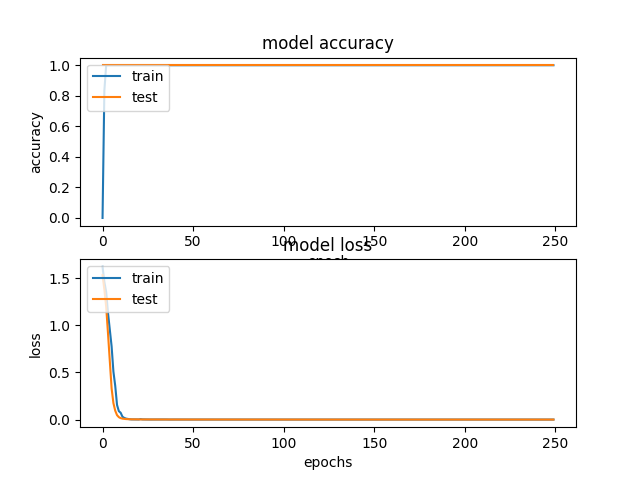 model accuracy
1.0
0.8
0.6
0.4
0.2
0.0
accuracy
train
test
0 50 100 150 200 250
epoch
model loss
1.5
1.0
0.5
0.0
loss
train
test
0 50 100 150 200 250
epochs